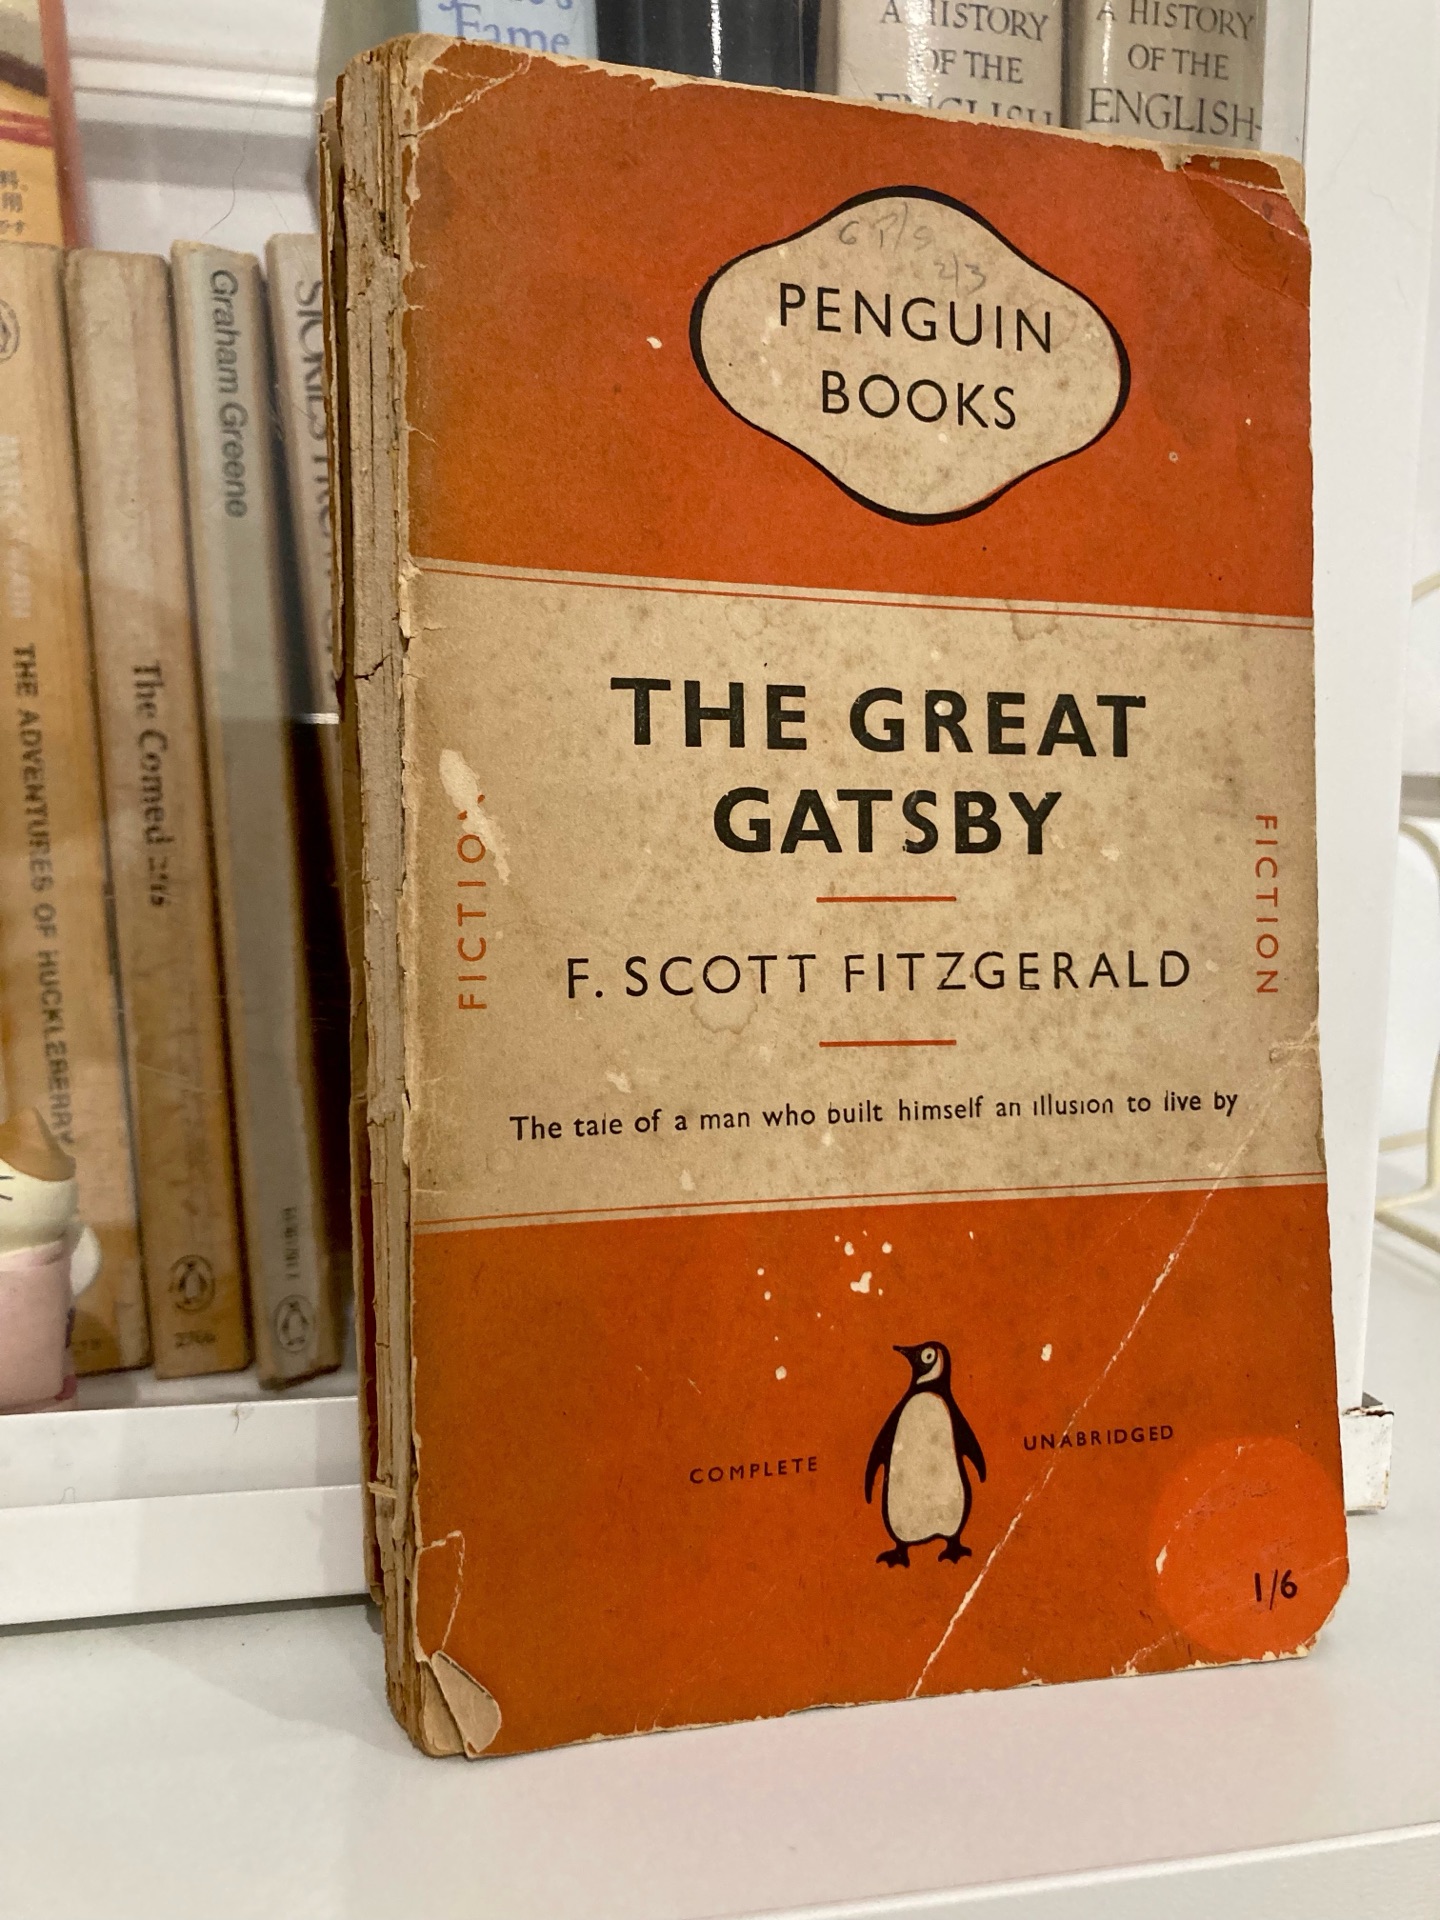 Fame
A HISTORY
OF THE
ENGLISH
A HISTORY
OF THE
ENGLISH-
THE ADVENTURES OF HUCKLEBERRY
The Comedians
Graham Greene
PENGUIN
BOOKS
THE GREAT
GATSBY
F. SCOTT FITZGERALD
The tale of a man who built himself an illusion to live by
FICTION
FICTION
COMPLETE
UNABRIDGED
1/6